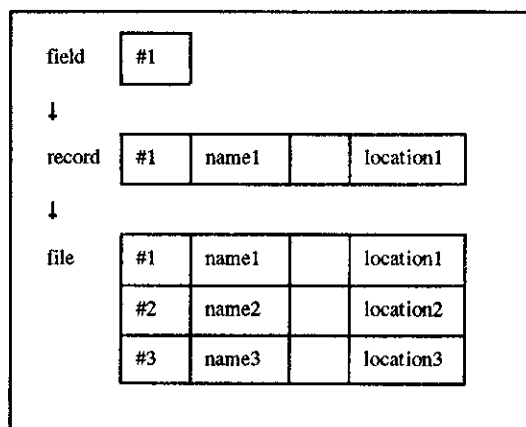 field #1
↓
record #1 name1 location1
↓
file #1 name1 location1
#2 name2 location2
#3 name3 location3